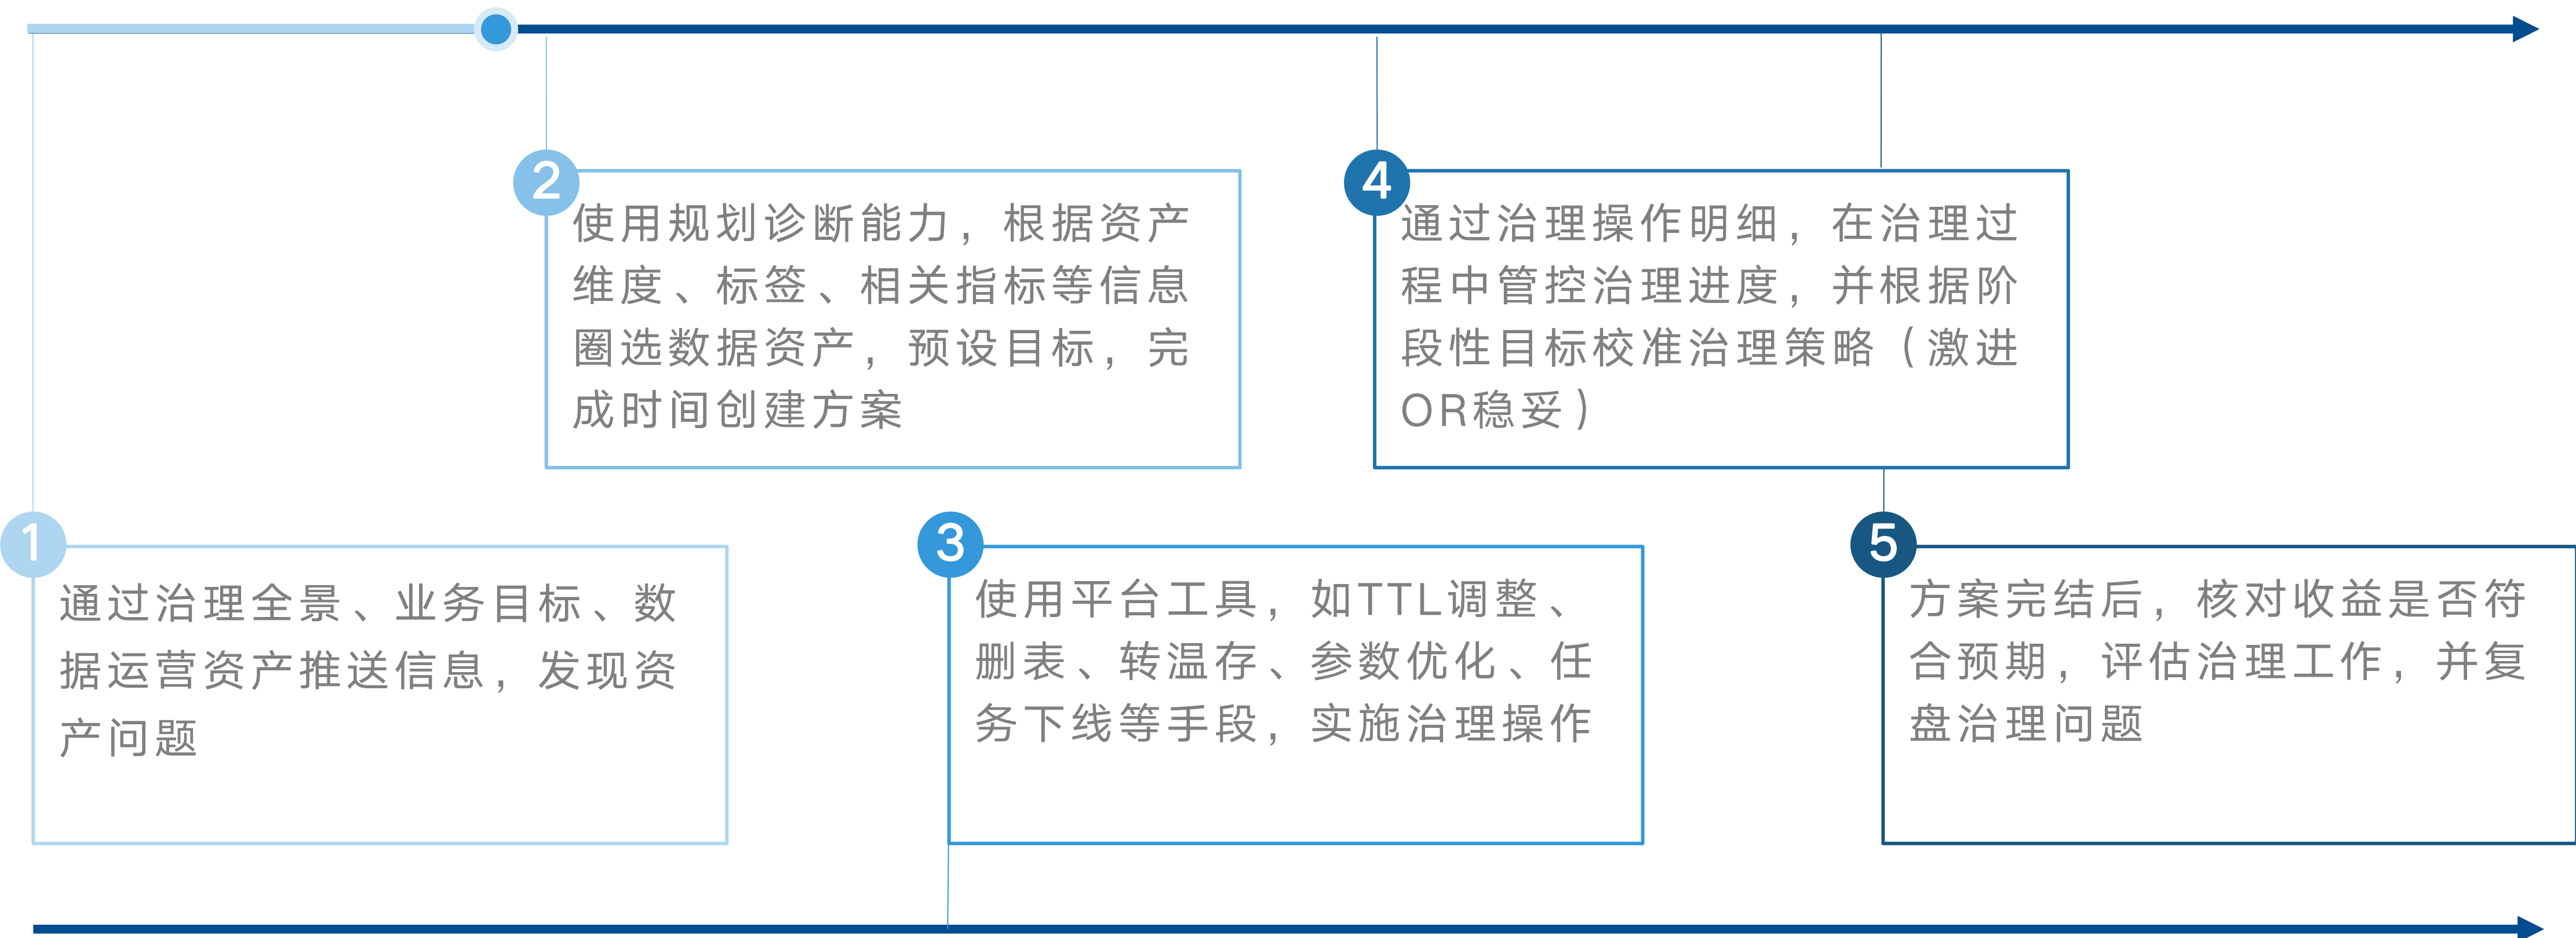 1
通过治理全景、业务目标、数
据运营资产推送信息，发现资
产问题
2
使用规划诊断能力，根据资产
维度、标签、相关指标等信息
圈选数据资产，预设目标，完
成时间创建方案
3
使用平台工具，如TTL调整、
删表、转温存、参数优化、任
务下线等手段，实施治理操作
4
通过治理操作明细，在治理过
程中管控治理进度，并根据阶
段性目标校准治理策略（激进
OR稳妥）
5
方案完结后，核对收益是否符
合预期，评估治理工作，并复
盘治理问题